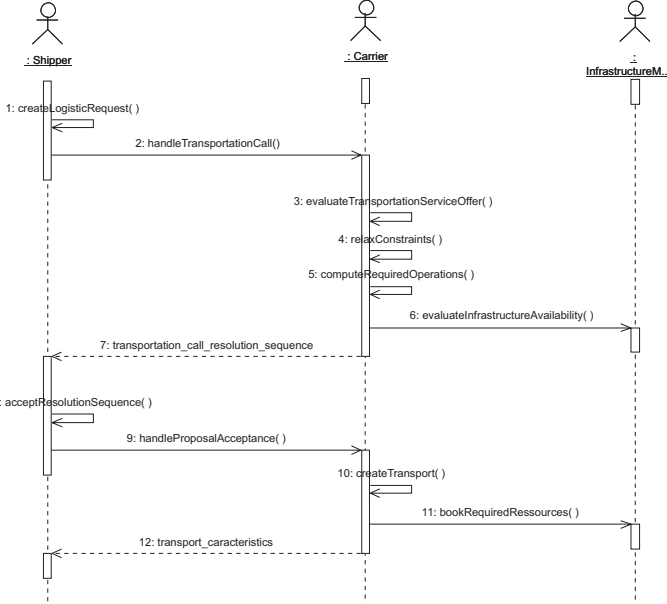 : Shipper
: Carrier
:
InfrastructureM...
1: createLogisticRequest( )
2: handleTransportationCall()
3: evaluateTransportationServiceOffer( )
4: relaxConstraints( )
5: computeRequiredOperations( )
6: evaluateInfrastructureAvailability( )
7: transportation_call_resolution_sequence
: acceptResolutionSequence( )
9: handleProposalAcceptance( )
10: createTransport( )
11: bookRequiredRessources( )
12: transport_caracteristics